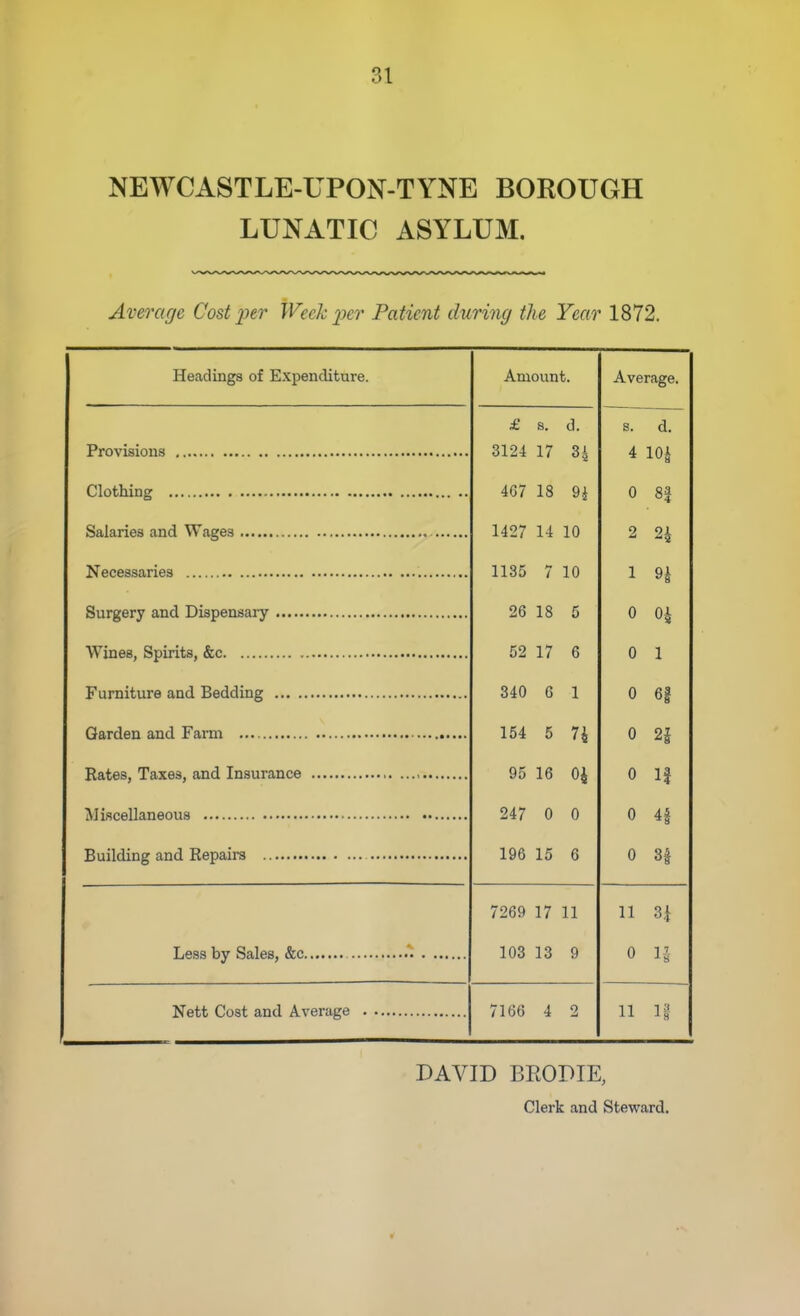 31
NEWCASTLE-UPON-TYNE BOROUGH
LUNATIC ASYLUM.
Average Cost per Week per Patient during the Year 1872.
Headings of Expenditure. Amount. Average.
£ s. d. s. d.
Provisions 3124 17 3½ 4 10⅛
Clothing 467 18 9½ 0 8¾
Salaries and Wages 1427 14 10 2 2½
Necessaries 1135 7 10 1 9⅛
Surgery and Dispensary 26 18 5 0 0½
Wines, Spirits, &c. 52 17 6 0 1
Furniture and Bedding 340 6 1 0 6⅜
Garden and Farm 154 5 7½ 0 2⅞
Rates, Taxes, and Insurance 95 16 0½ 0 1¾
Miscellaneous 247 0 0 0 4⅝
Building and Repairs 196 15 6 0 3⅝
7269 17 11 11 3¼
Less by Sales, &c. 103 13 9 0 1⅞
Nett Cost and Average 7166 4 2 11 1⅜
DAVID BRODIE,
Clerk and Steward.